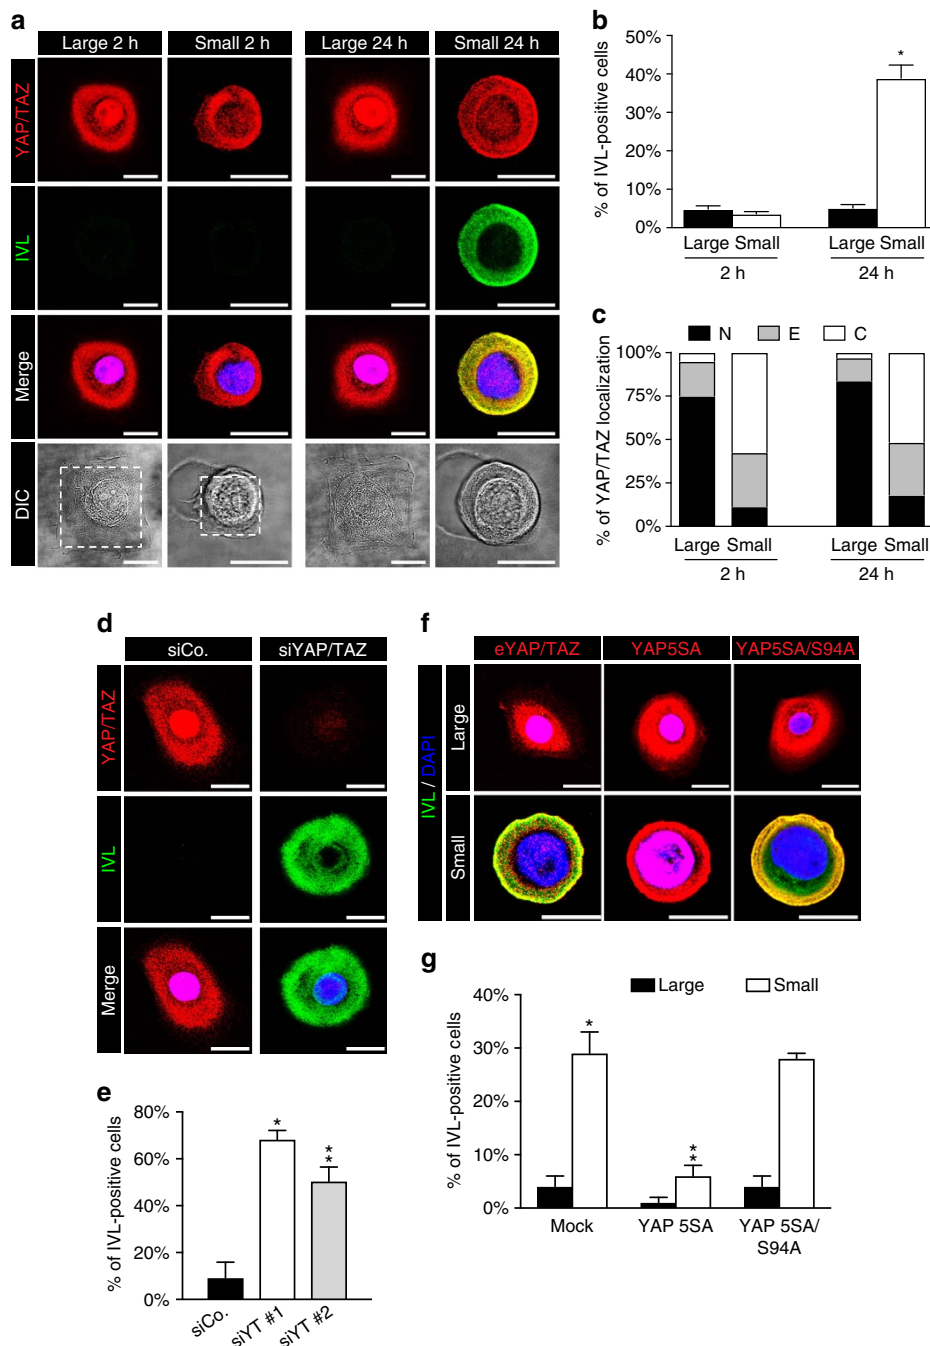 a
Large 2 h Small 2 h Large 24 h Small 24 h
YAP/TAZ
IVL
Merge
DIC
b
% of IVL-positive cells
50%
40%
30%
20%
10%
0%
*
Large Small Large Small
2 h 24 h
c
N E C
% of YAP/TAZ localization
100%
75%
50%
25%
0%
Large Small Large Small
2 h 24 h
d
siCo. siYAP/TAZ
YAP/TAZ
IVL
Merge
e
% of IVL-positive cells
80%
60%
40%
20%
0%
*
**
siCo. siYT #1 siYT #2
f
eYAP/TAZ YAP5SA YAP5SA/S94A
IVL / DAPI
Large
Small
g
Large Small
% of IVL-positive cells
40%
30%
20%
10%
0%
*
**
Mock YAP 5SA YAP 5SA/
S94A